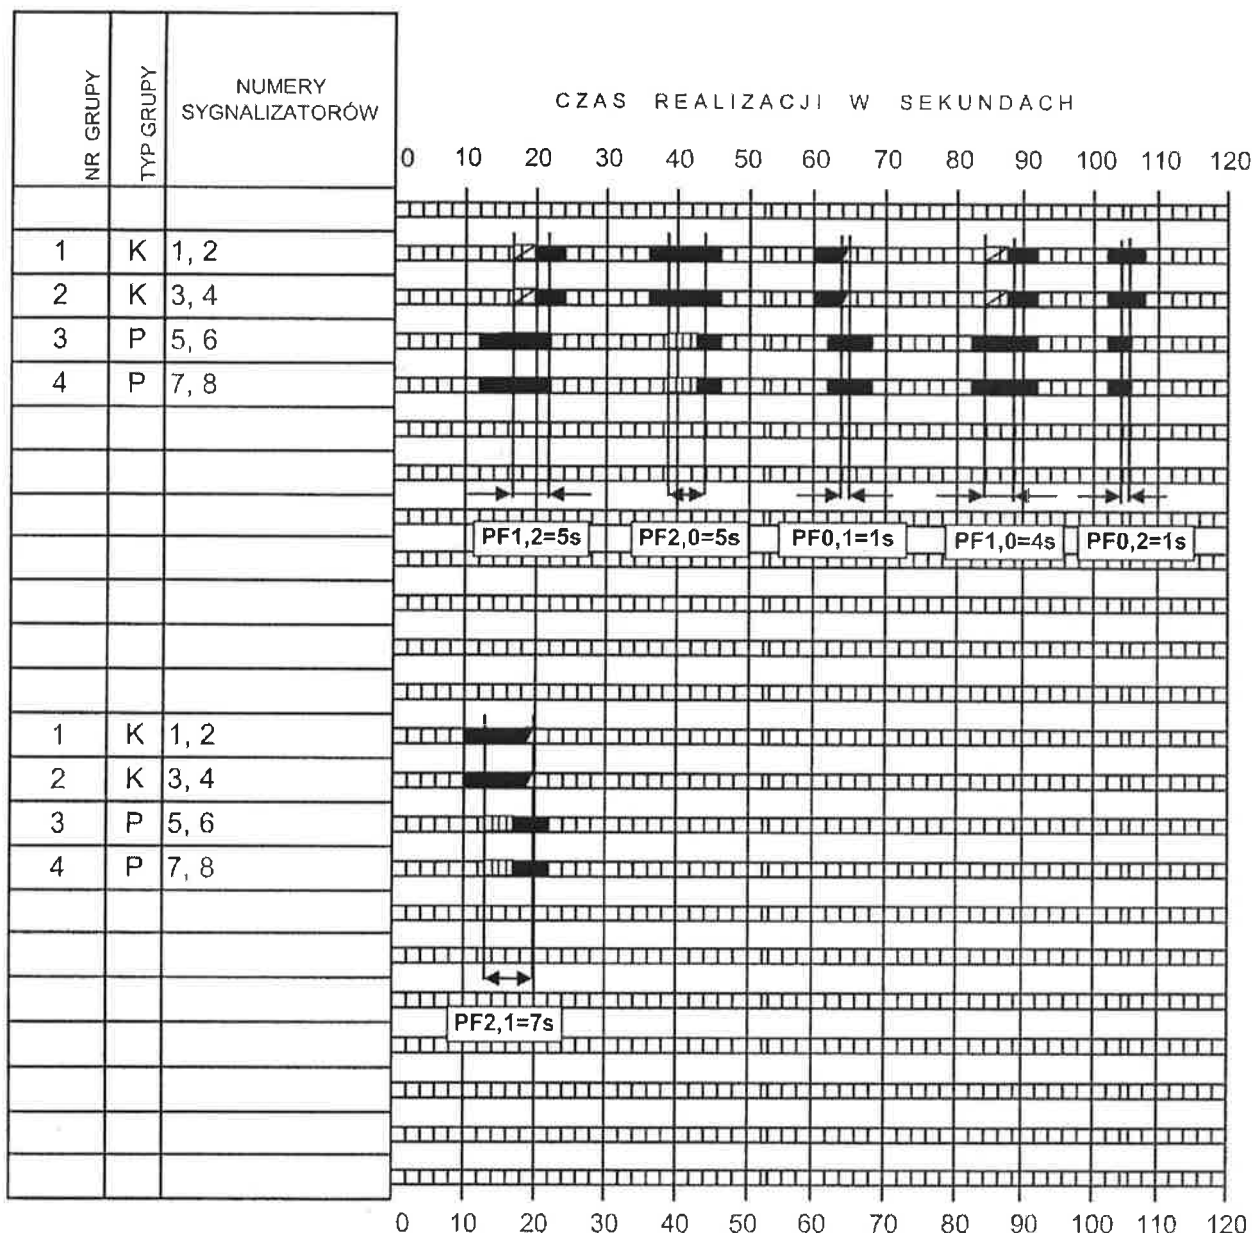 NR GRUPY
TYP GRUPY
NUMERY
SYGNALIZATORÓW
CZAS REALIZACJI W SEKUNDACH
0 10 20 30 40 50 60 70 80 90 100 110 120
1 K 1, 2
2 K 3, 4
3 P 5, 6
4 P 7, 8
PF1,2=5s PF2,0=5s PF0,1=1s PF1,0=4s PF0,2=1s
1 K 1, 2
2 K 3, 4
3 P 5, 6
4 P 7, 8
PF2,1=7s
0 10 20 30 40 50 60 70 80 90 100 110 120